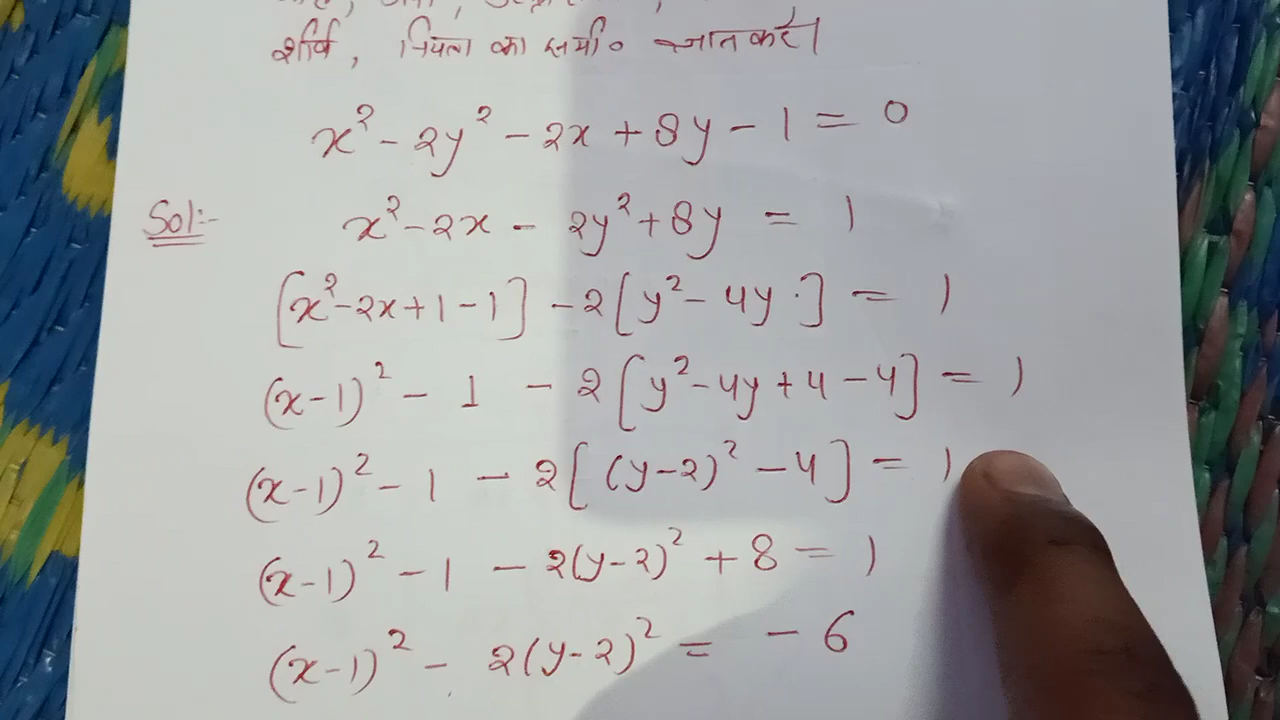 शीर्ष, नियता का समी० ज्ञात करें।
x² - 2y² - 2x + 8y - 1 = 0
Sol:- x² - 2x - 2y² + 8y = 1
[x² - 2x + 1 - 1] - 2[y² - 4y.] = 1
(x-1)² - 1 - 2[y² - 4y + 4 - 4] = 1
(x-1)² - 1 - 2[(y-2)² - 4] = 1
(x-1)² - 1 - 2(y-2)² + 8 = 1
(x-1)² - 2(y-2)² = - 6